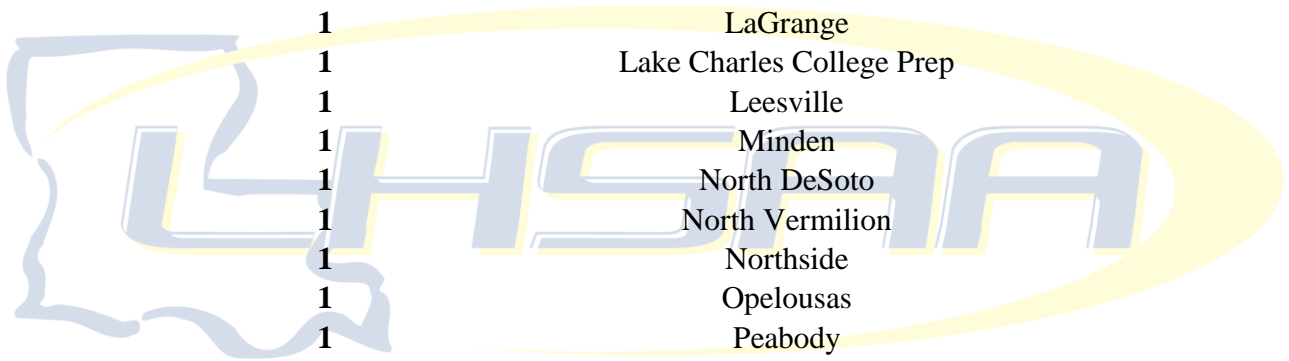 1 LaGrange
1 Lake Charles College Prep
1 Leesville
1 Minden
1 North DeSoto
1 North Vermilion
1 Northside
1 Opelousas
1 Peabody
LHSAA